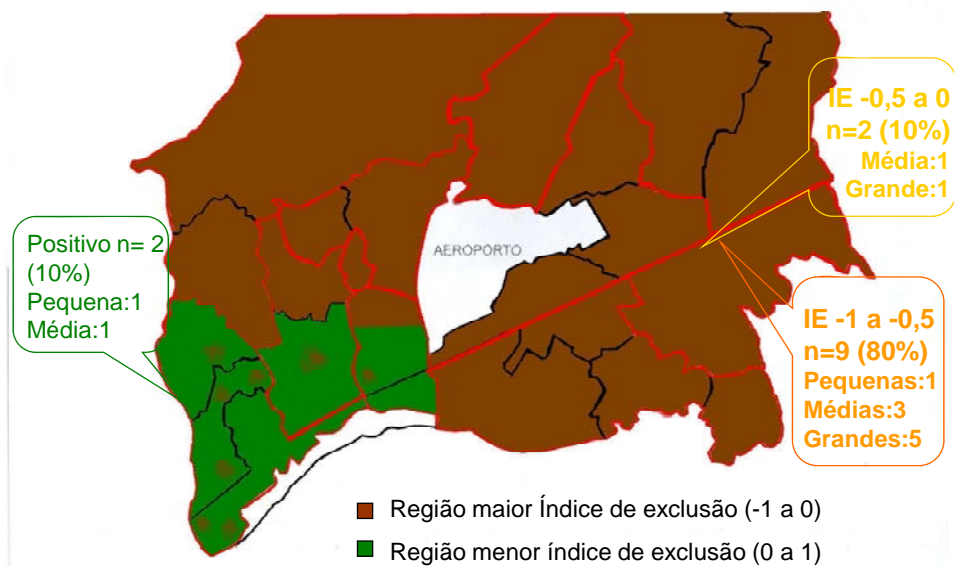 IE -0,5 a 0
n=2 (10%)
Média:1
Grande:1
AEROPORTO
Positivo n= 2
(10%)
Pequena:1
Média:1
IE -1 a -0,5
n=9 (80%)
Pequenas:1
Médias:3
Grandes:5
Região maior Índice de exclusão (-1 a 0)
Região menor índice de exclusão (0 a 1)